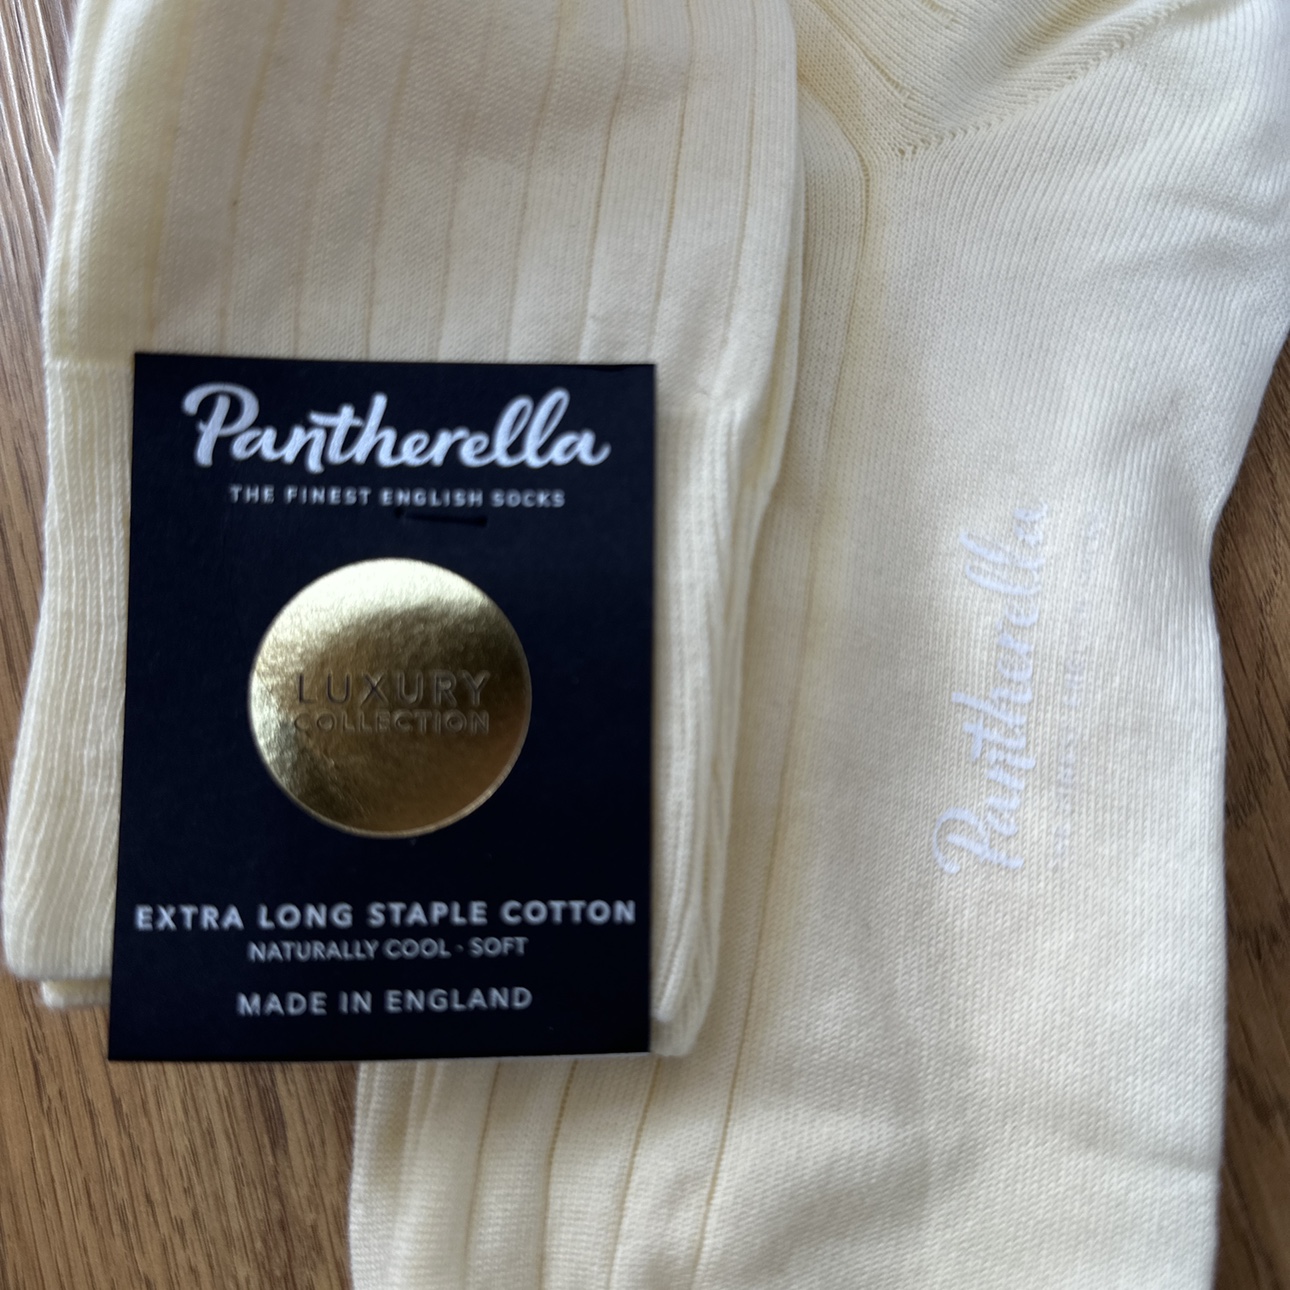 Pantherella
THE FINEST ENGLISH SOCKS
LUXURY
COLLECTION
EXTRA LONG STAPLE COTTON
NATURALLY COOL · SOFT
MADE IN ENGLAND
Pantherella